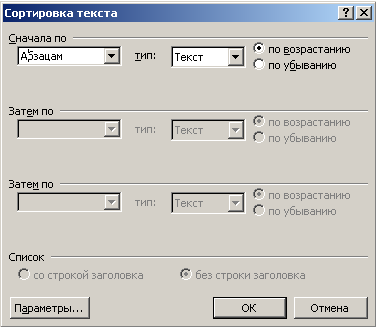 Сортировка текста
Сначала по
Абзацам тип: Текст по возрастанию
по убыванию
Затем по
тип: Текст по возрастанию
по убыванию
Затем по
тип: Текст по возрастанию
по убыванию
Список
со строкой заголовка без строки заголовка
Параметры... ОК Отмена